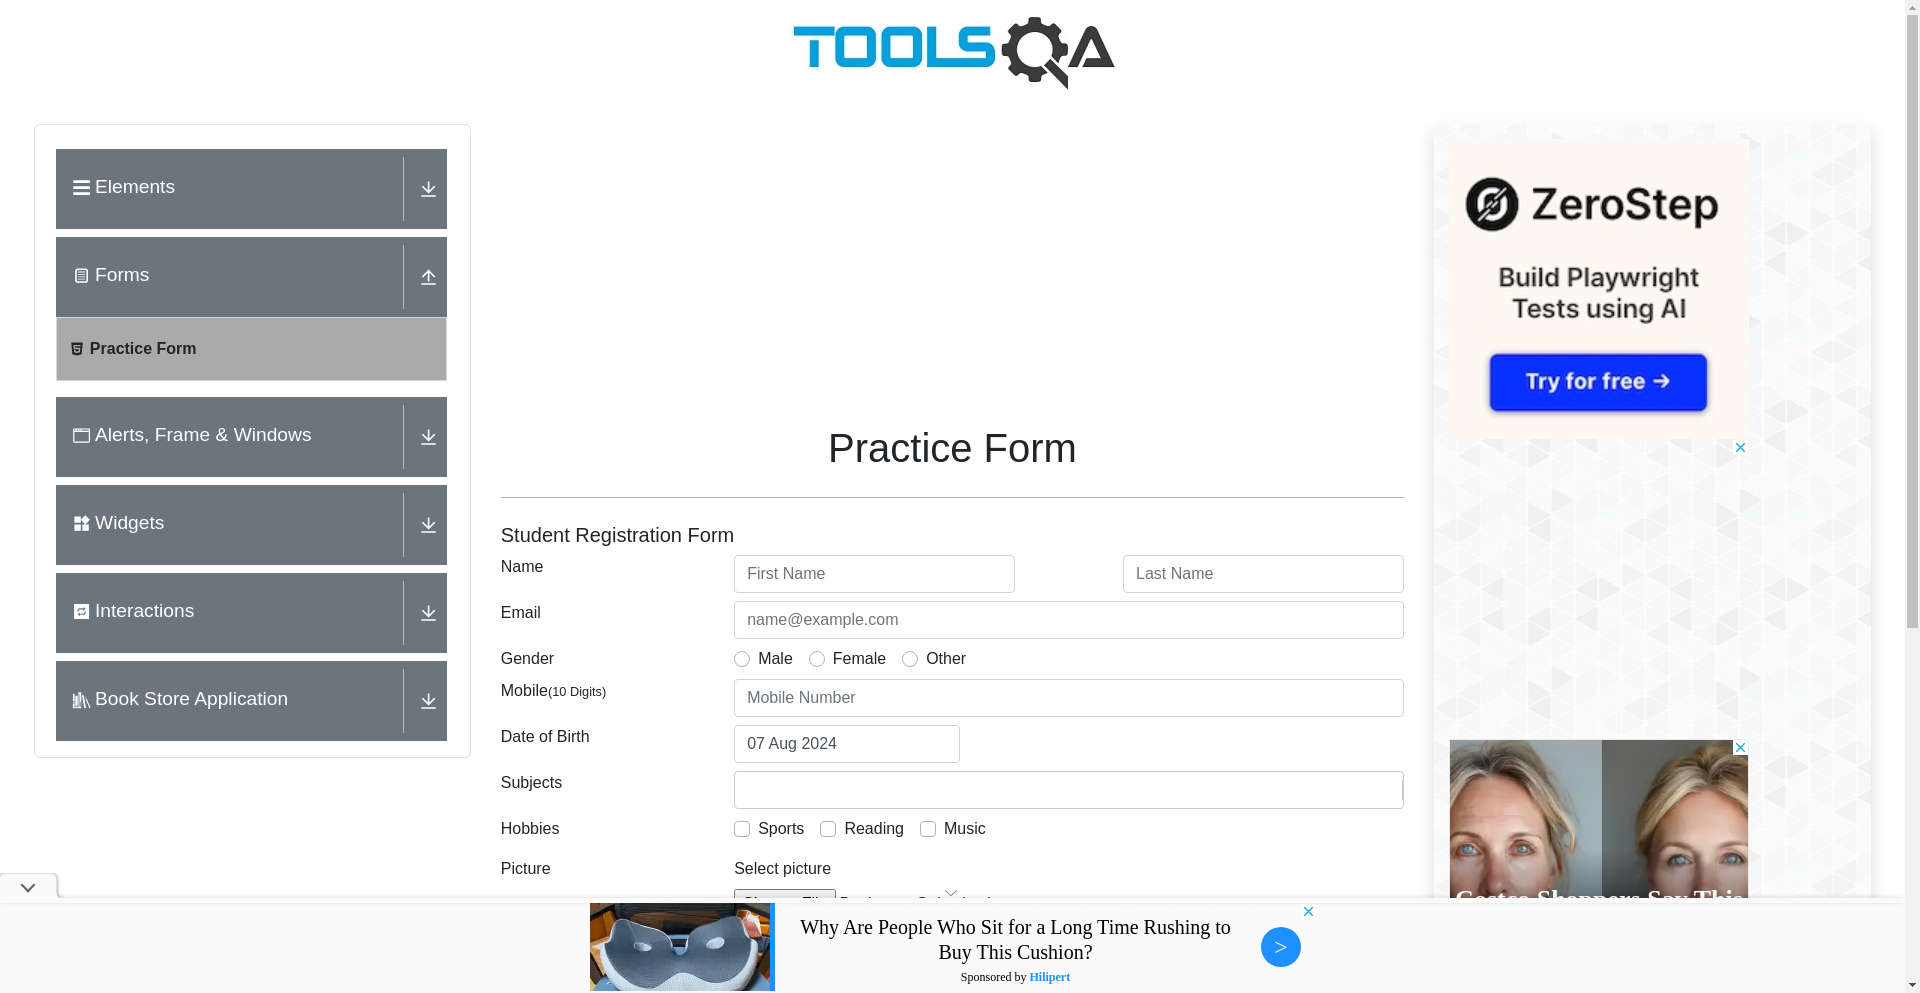 TOOLSQA
Elements
Forms
Practice Form
Alerts, Frame & Windows
Widgets
Interactions
Book Store Application
Practice Form
Student Registration Form
Name
First Name
Last Name
Email
name@example.com
Gender
Male
Female
Other
Mobile(10 Digits)
Mobile Number
Date of Birth
07 Aug 2024
Subjects
Hobbies
Sports
Reading
Music
Picture
Select picture
ZeroStep
Build Playwright
Tests using AI
Try for free →
Costco Shoppers Say This
Why Are People Who Sit for a Long Time Rushing to
Buy This Cushion?
Sponsored by Hilipert
>